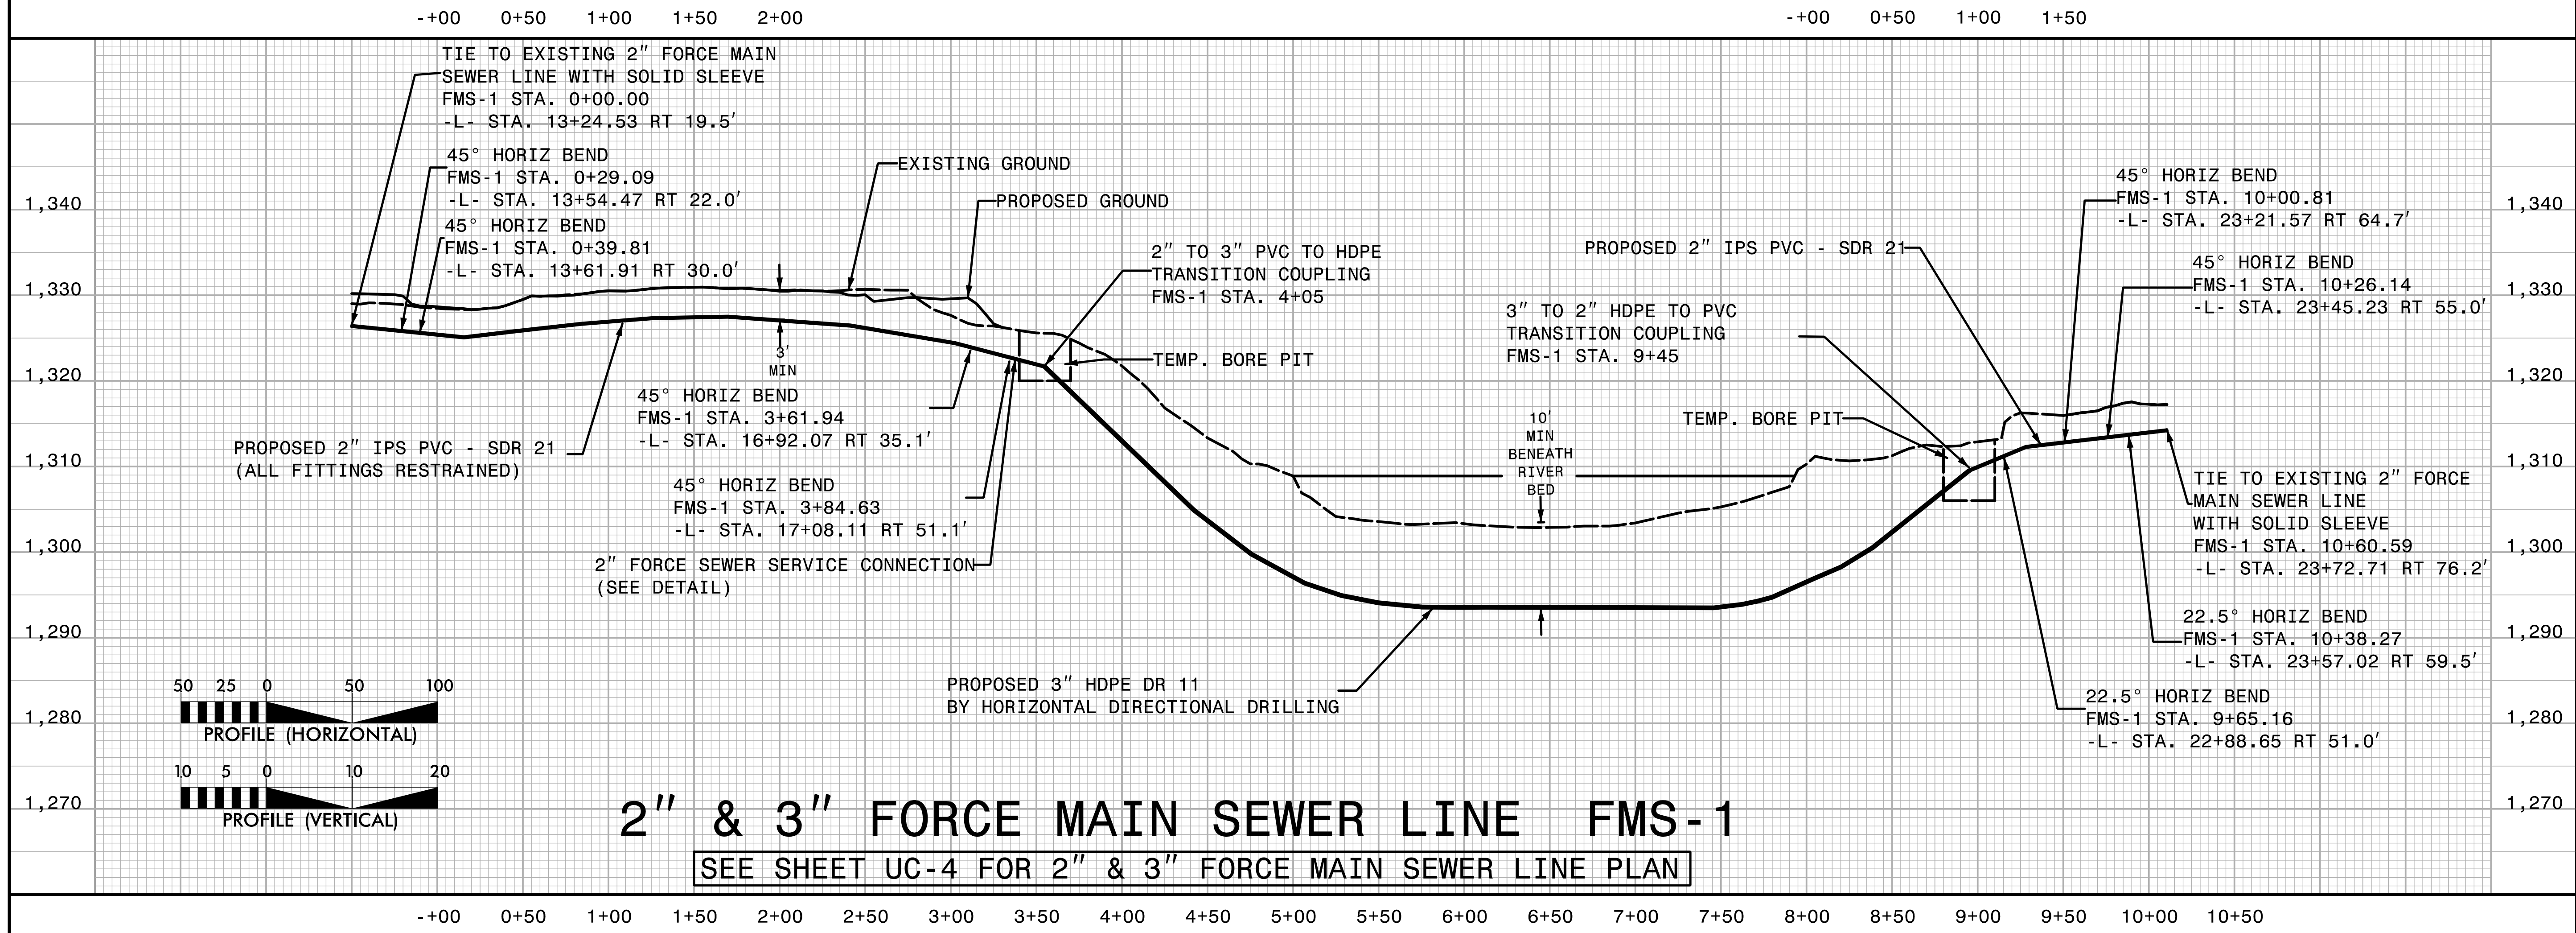 -+00 0+50 1+00 1+50 2+00 -+00 0+50 1+00 1+50
TIE TO EXISTING 2" FORCE MAIN
SEWER LINE WITH SOLID SLEEVE
FMS-1 STA. 0+00.00
-L- STA. 13+24.53 RT 19.5'
45° HORIZ BEND
FMS-1 STA. 0+29.09
-L- STA. 13+54.47 RT 22.0'
45° HORIZ BEND
FMS-1 STA. 0+39.81
-L- STA. 13+61.91 RT 30.0'
EXISTING GROUND
PROPOSED GROUND
2" TO 3" PVC TO HDPE
TRANSITION COUPLING
FMS-1 STA. 4+05
TEMP. BORE PIT
3'
MIN
45° HORIZ BEND
FMS-1 STA. 3+61.94
-L- STA. 16+92.07 RT 35.1'
PROPOSED 2" IPS PVC - SDR 21
(ALL FITTINGS RESTRAINED)
45° HORIZ BEND
FMS-1 STA. 3+84.63
-L- STA. 17+08.11 RT 51.1'
2" FORCE SEWER SERVICE CONNECTION
(SEE DETAIL)
PROPOSED 3" HDPE DR 11
BY HORIZONTAL DIRECTIONAL DRILLING
10'
MIN
BENEATH
RIVER
BED
PROPOSED 2" IPS PVC - SDR 21
3" TO 2" HDPE TO PVC
TRANSITION COUPLING
FMS-1 STA. 9+45
TEMP. BORE PIT
45° HORIZ BEND
FMS-1 STA. 10+00.81
-L- STA. 23+21.57 RT 64.7'
45° HORIZ BEND
FMS-1 STA. 10+26.14
-L- STA. 23+45.23 RT 55.0'
TIE TO EXISTING 2" FORCE
MAIN SEWER LINE
WITH SOLID SLEEVE
FMS-1 STA. 10+60.59
-L- STA. 23+72.71 RT 76.2'
22.5° HORIZ BEND
FMS-1 STA. 10+38.27
-L- STA. 23+57.02 RT 59.5'
22.5° HORIZ BEND
FMS-1 STA. 9+65.16
-L- STA. 22+88.65 RT 51.0'
1,340 1,340
1,330 1,330
1,320 1,320
1,310 1,310
1,300 1,300
1,290 1,290
1,280 1,280
1,270 1,270
50 25 0 50 100
PROFILE (HORIZONTAL)
10 5 0 10 20
PROFILE (VERTICAL)
2" & 3" FORCE MAIN SEWER LINE FMS-1
SEE SHEET UC-4 FOR 2" & 3" FORCE MAIN SEWER LINE PLAN
-+00 0+50 1+00 1+50 2+00 2+50 3+00 3+50 4+00 4+50 5+00 5+50 6+00 6+50 7+00 7+50 8+00 8+50 9+00 9+50 10+00 10+50